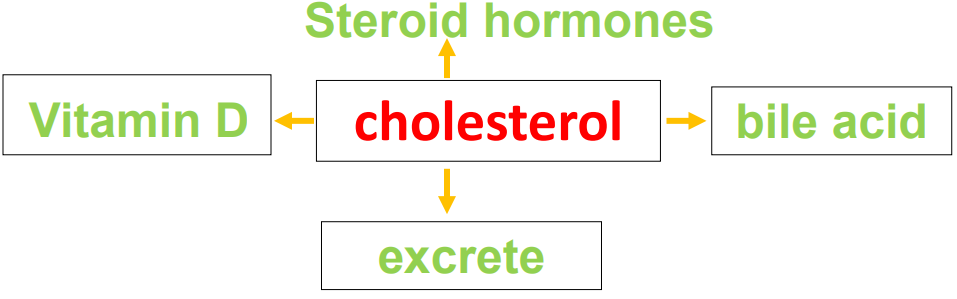 Steroid hormones
Vitamin D
cholesterol
bile acid
excrete